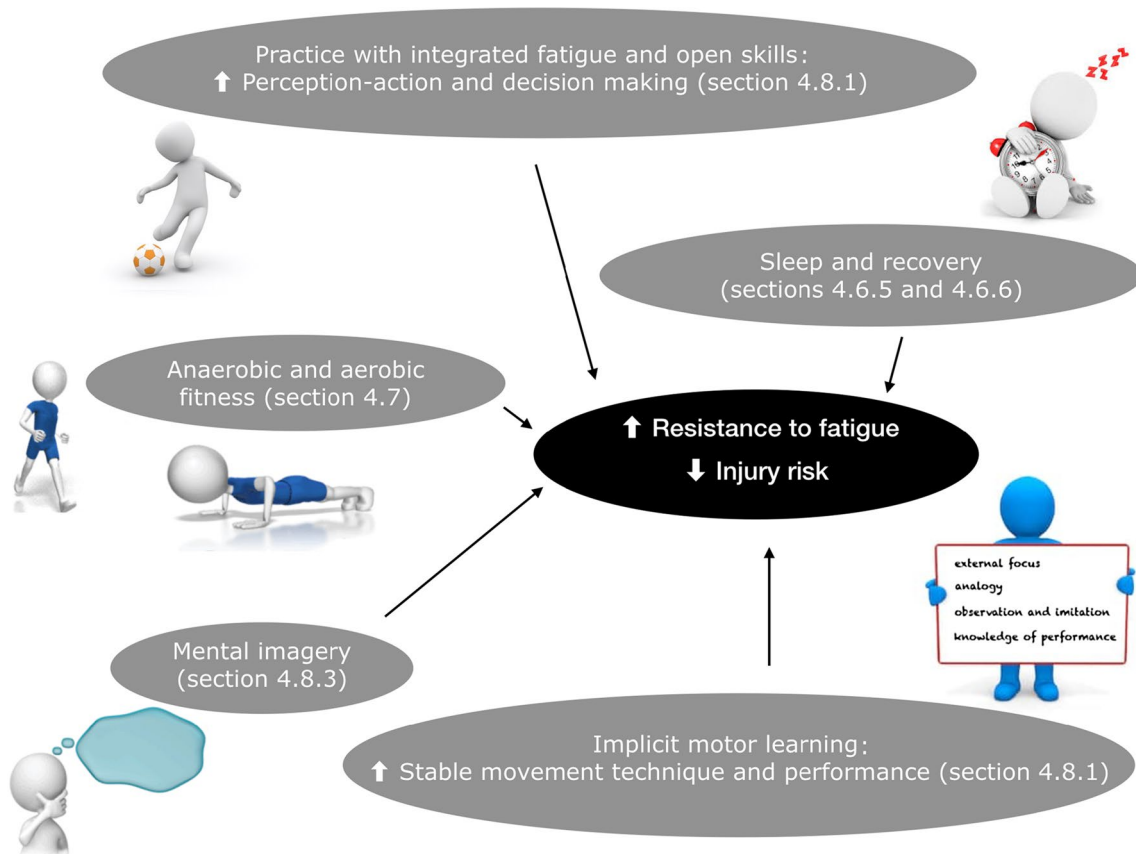 Practice with integrated fatigue and open skills:
⬆ Perception-action and decision making (section 4.8.1)
z z z z z
Sleep and recovery
(sections 4.6.5 and 4.6.6)
Anaerobic and aerobic
fitness (section 4.7)
⬆ Resistance to fatigue
⬇ Injury risk
external focus
analogy
observation and imitation
knowledge of performance
Mental imagery
(section 4.8.3)
Implicit motor learning:
⬆ Stable movement technique and performance (section 4.8.1)